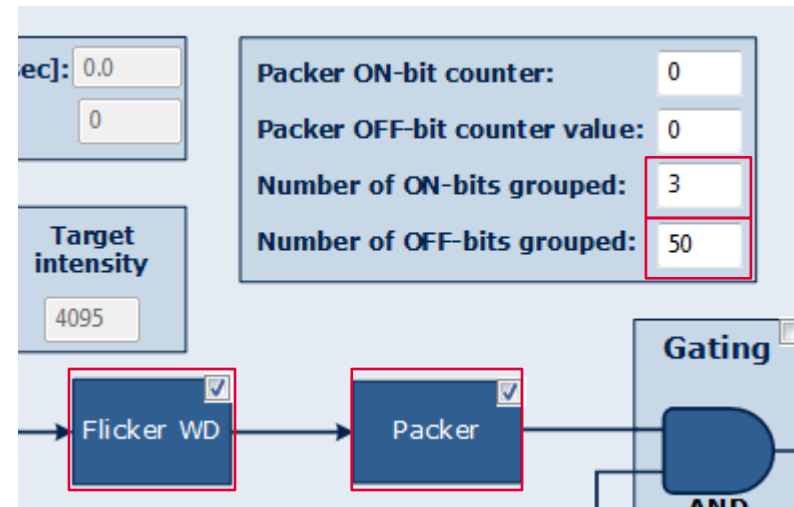 sec]: 0.0
0
Packer ON-bit counter: 0
Packer OFF-bit counter value: 0
Number of ON-bits grouped: 3
Number of OFF-bits grouped: 50
Target
intensity
4095
Gating
Flicker WD
Packer
AND